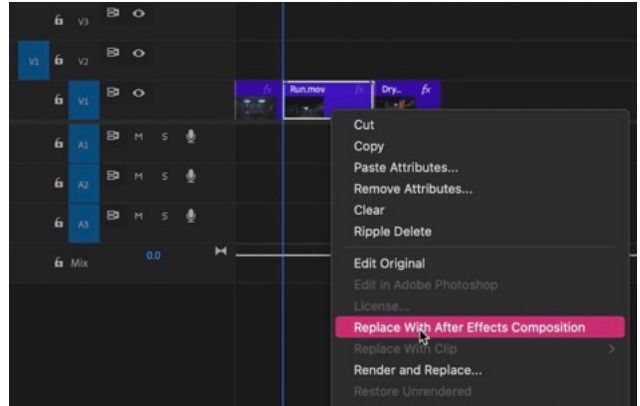 V3
V1 V2
V1 fx Run.mov fx Dry... fx
A1 M S
A2 M S
A3 M S
Mix 0.0
Cut
Copy
Paste Attributes...
Remove Attributes...
Clear
Ripple Delete
Edit Original
Edit in Adobe Photoshop
License...
Replace With After Effects Composition
Replace With Clip
Render and Replace...
Restore Unrendered